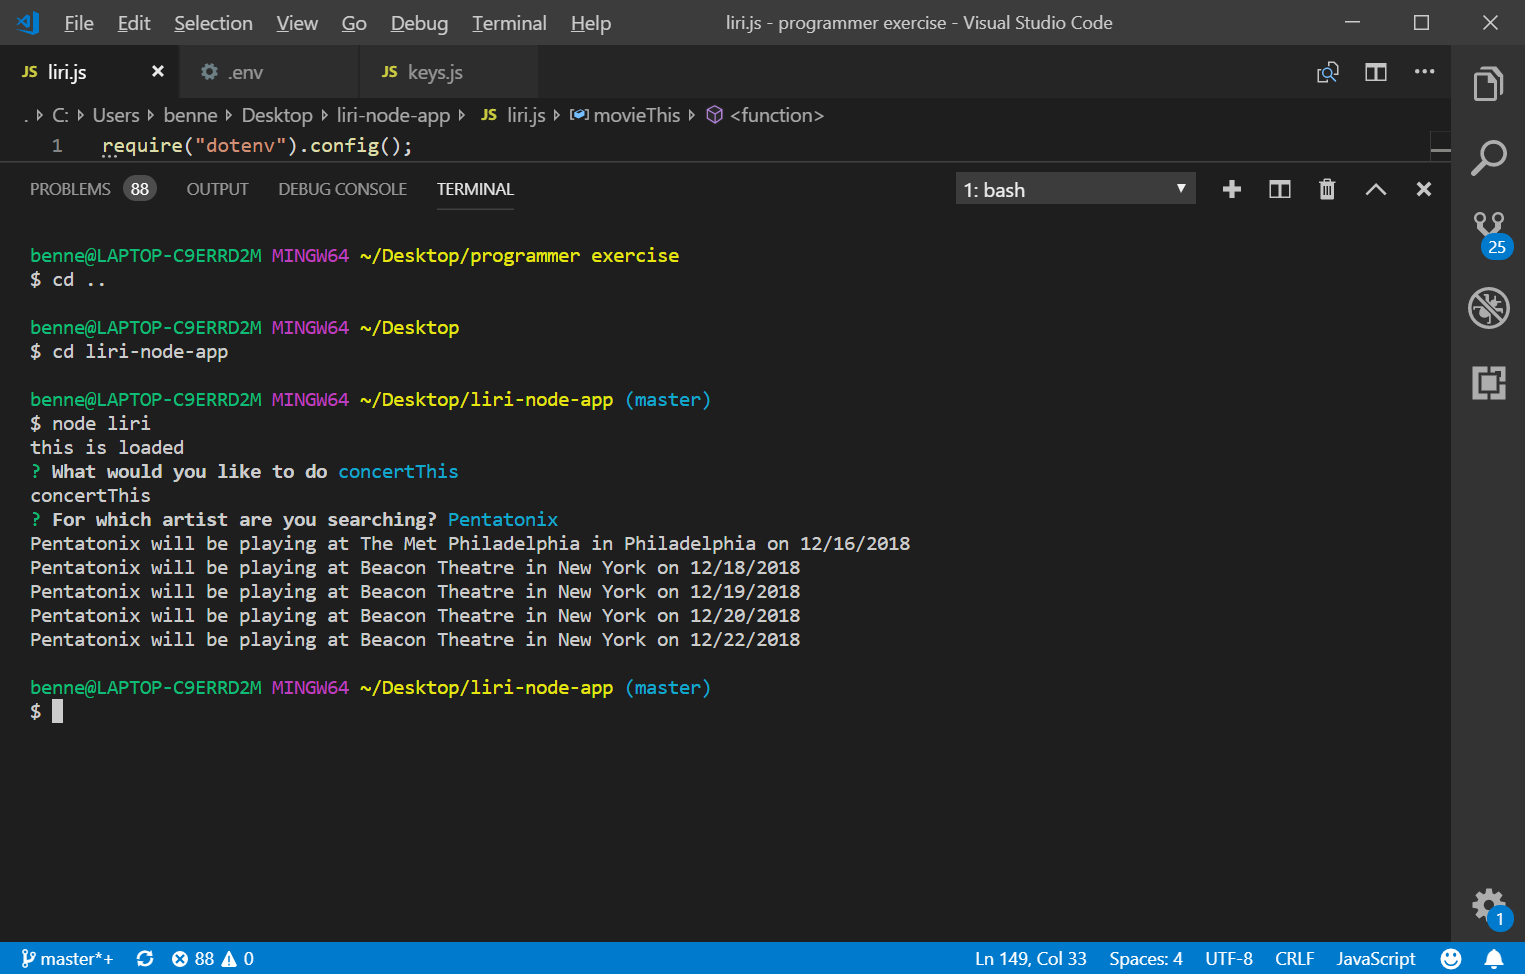 File Edit Selection View Go Debug Terminal Help liri.js - programmer exercise - Visual Studio Code
JS liri.js .env JS keys.js
. C: Users benne Desktop liri-node-app JS liri.js movieThis <function>
1 require("dotenv").config();
PROBLEMS 88 OUTPUT DEBUG CONSOLE TERMINAL 1: bash
benne@LAPTOP-C9ERRD2M MINGW64 ~/Desktop/programmer exercise
$ cd ..
benne@LAPTOP-C9ERRD2M MINGW64 ~/Desktop
$ cd liri-node-app
benne@LAPTOP-C9ERRD2M MINGW64 ~/Desktop/liri-node-app (master)
$ node liri
this is loaded
? What would you like to do concertThis
concertThis
? For which artist are you searching? Pentatonix
Pentatonix will be playing at The Met Philadelphia in Philadelphia on 12/16/2018
Pentatonix will be playing at Beacon Theatre in New York on 12/18/2018
Pentatonix will be playing at Beacon Theatre in New York on 12/19/2018
Pentatonix will be playing at Beacon Theatre in New York on 12/20/2018
Pentatonix will be playing at Beacon Theatre in New York on 12/22/2018
benne@LAPTOP-C9ERRD2M MINGW64 ~/Desktop/liri-node-app (master)
$
25
1
master*+ 88 0 Ln 149, Col 33 Spaces: 4 UTF-8 CRLF JavaScript